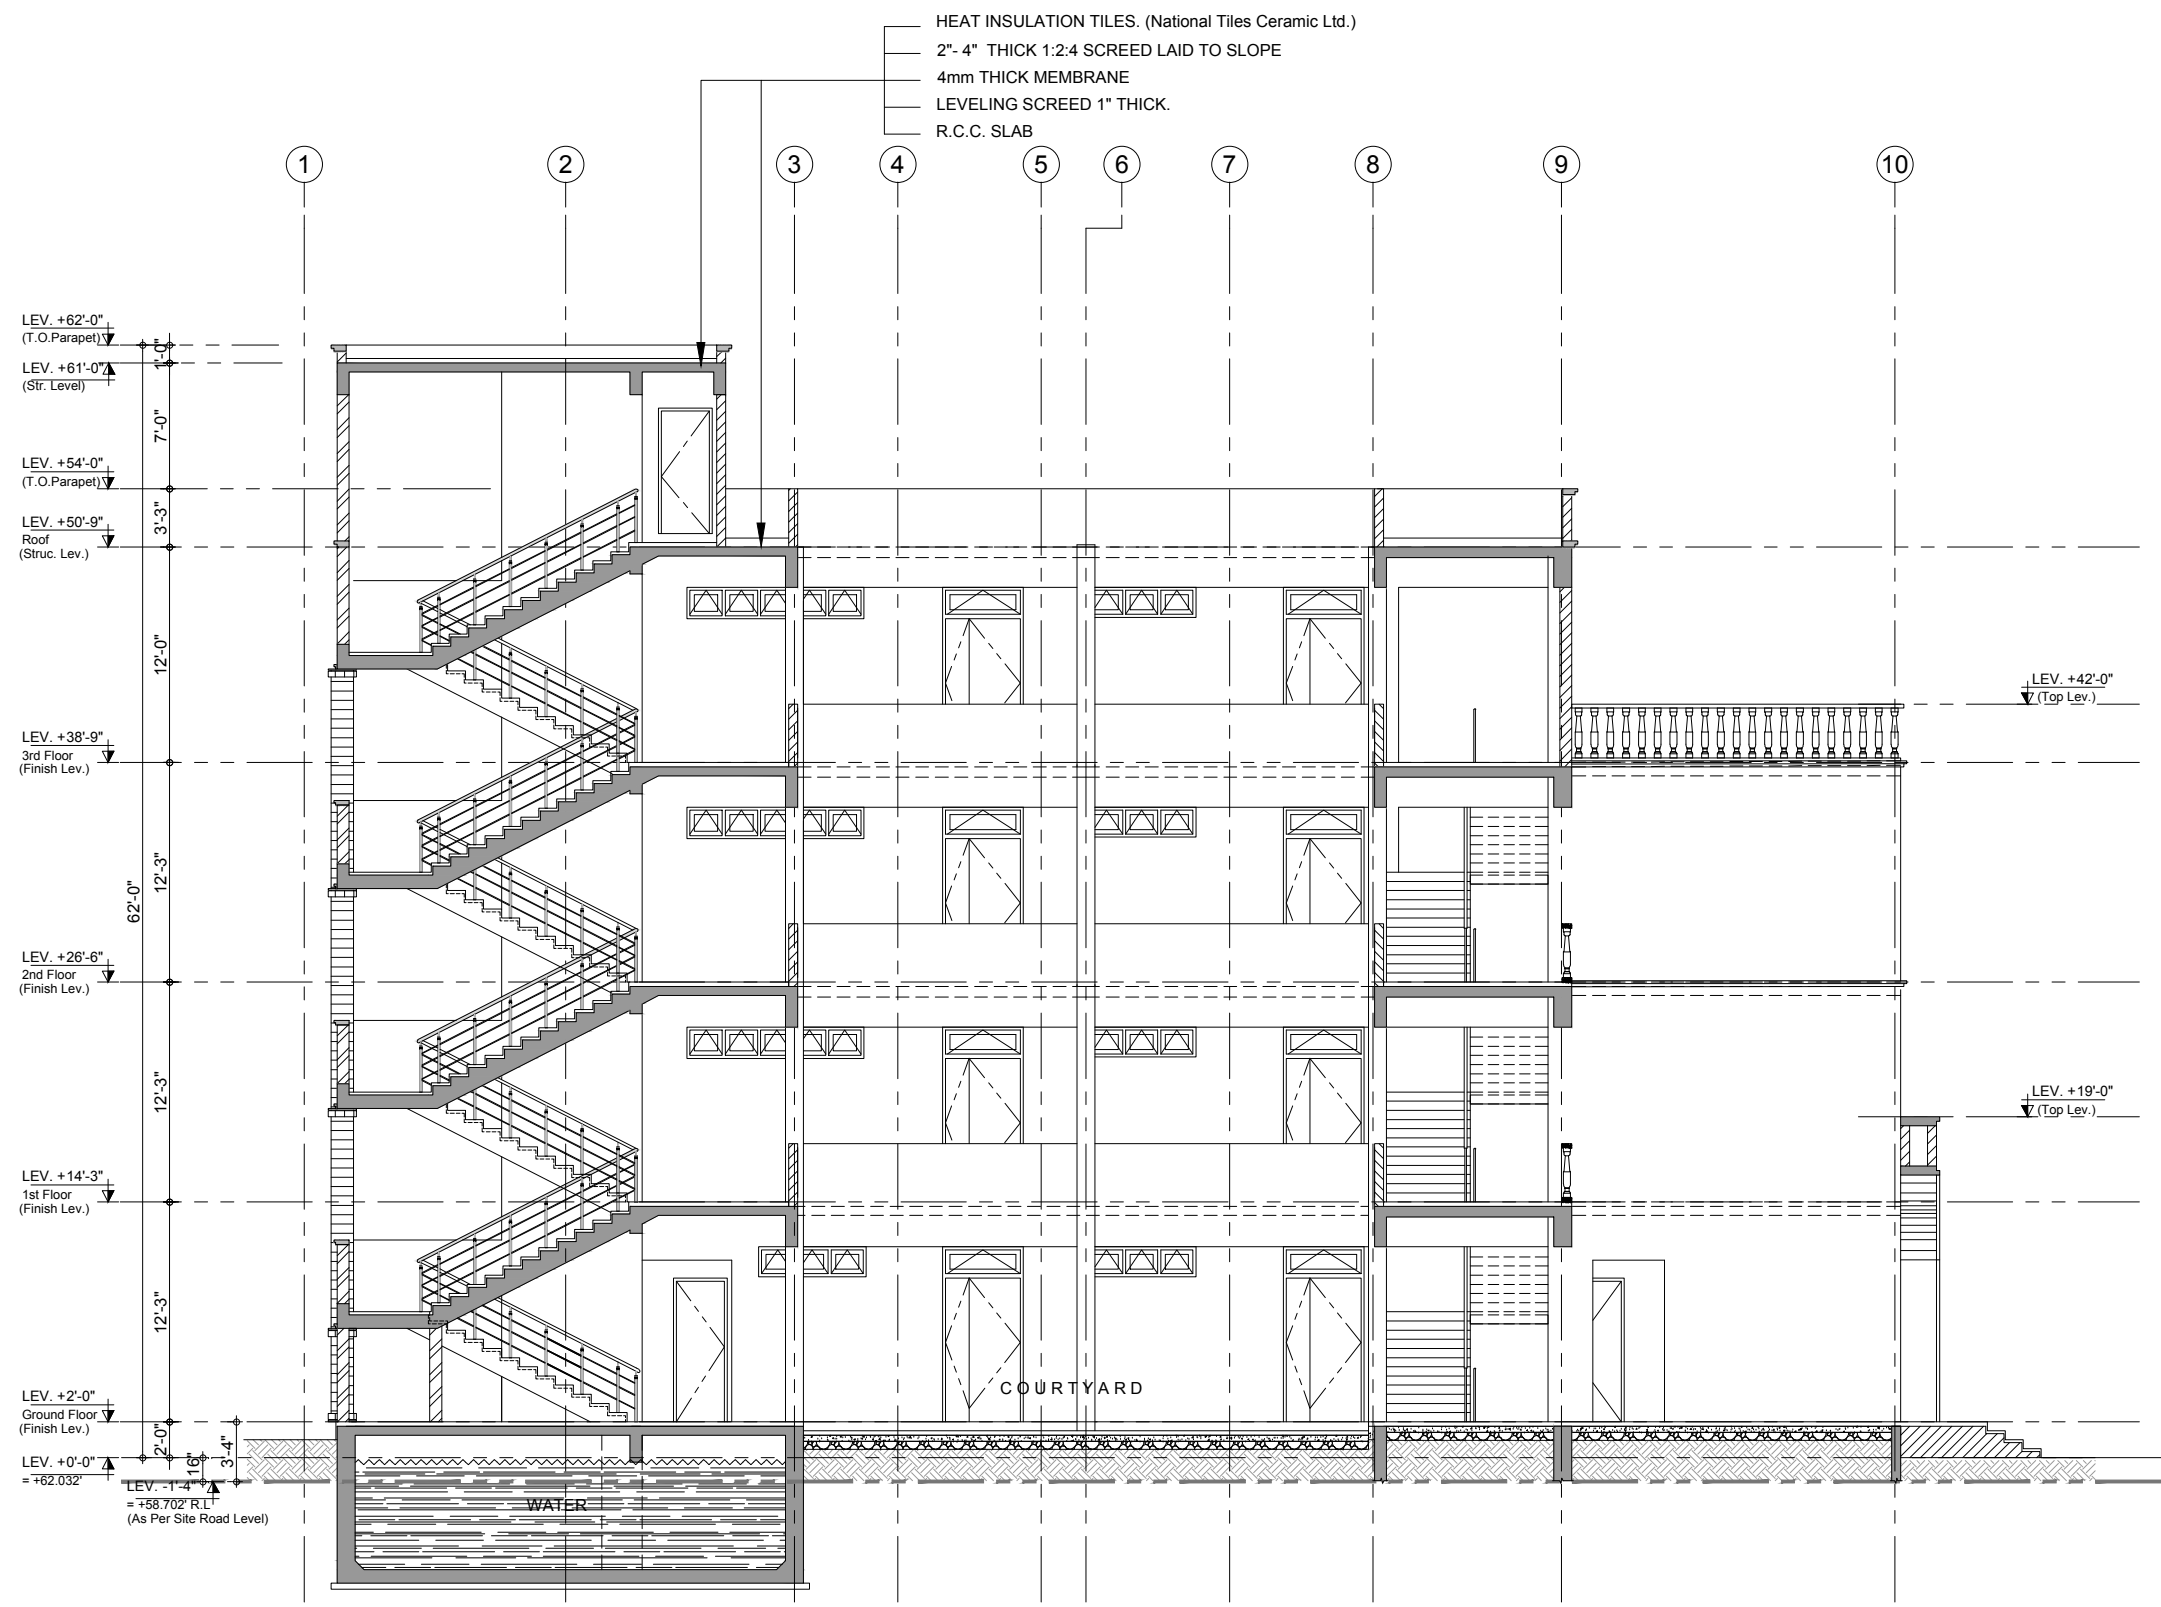 HEAT INSULATION TILES. (National Tiles Ceramic Ltd.)
2"- 4" THICK 1:2:4 SCREED LAID TO SLOPE
4mm THICK MEMBRANE
LEVELING SCREED 1" THICK.
R.C.C. SLAB
1 2 3 4 5 6 7 8 9 10
LEV. +62'-0"
(T.O.Parapet)
1'-0"
LEV. +61'-0"
(Str. Level)
7'-0"
LEV. +54'-0"
(T.O.Parapet)
3'-3"
LEV. +50'-9"
Roof
(Struc. Lev.)
12'-0"
LEV. +42'-0"
(Top Lev.)
LEV. +38'-9"
3rd Floor
(Finish Lev.)
12'-3"
62'-0"
LEV. +26'-6"
2nd Floor
(Finish Lev.)
12'-3"
LEV. +19'-0"
(Top Lev.)
LEV. +14'-3"
1st Floor
(Finish Lev.)
12'-3"
COURTYARD
LEV. +2'-0"
Ground Floor
(Finish Lev.)
2'-0"
16"
3'-4"
LEV. +0'-0"
= +62.032'
LEV. -1'-4"
= +58.702' R.L
(As Per Site Road Level)
WATER